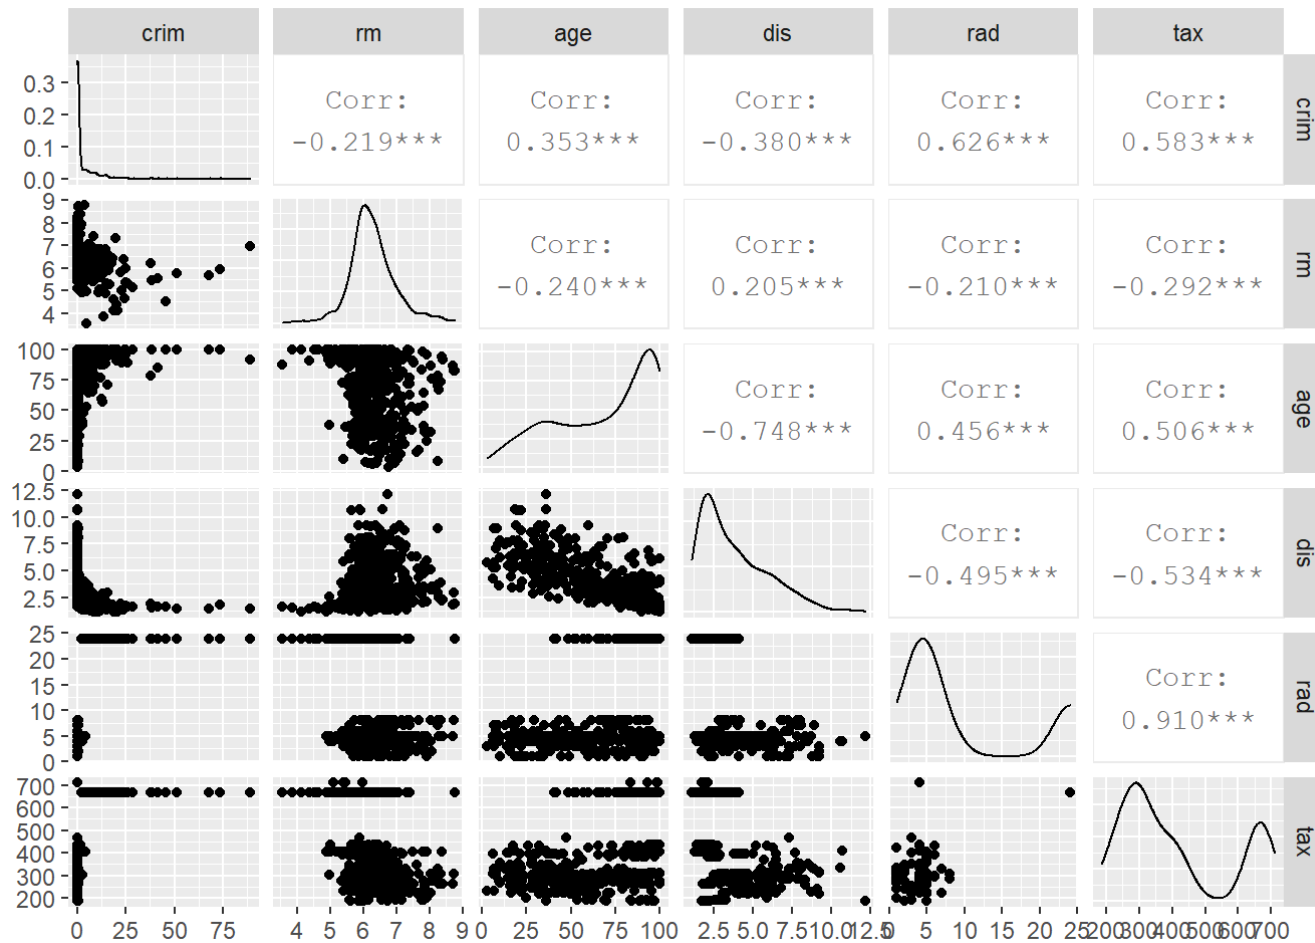 crim rm age dis rad tax
0.3
0.2
0.1
0.0
Corr:
-0.219***
Corr:
0.353***
Corr:
-0.380***
Corr:
0.626***
Corr:
0.583***
crim
9
8
7
6
5
4
Corr:
-0.240***
Corr:
0.205***
Corr:
-0.210***
Corr:
-0.292***
rm
100
75
50
25
0
Corr:
-0.748***
Corr:
0.456***
Corr:
0.506***
age
12.5
10.0
7.5
5.0
2.5
Corr:
-0.495***
Corr:
-0.534***
dis
25
20
15
10
5
0
Corr:
0.910***
rad
700
600
500
400
300
200
tax
0 25 50 75
4 5 6 7 8 9
0 25 50 75 100
2.5 5.0 7.5 10.0 12.5
0 5 10 15 20 25
200 300 400 500 600 700